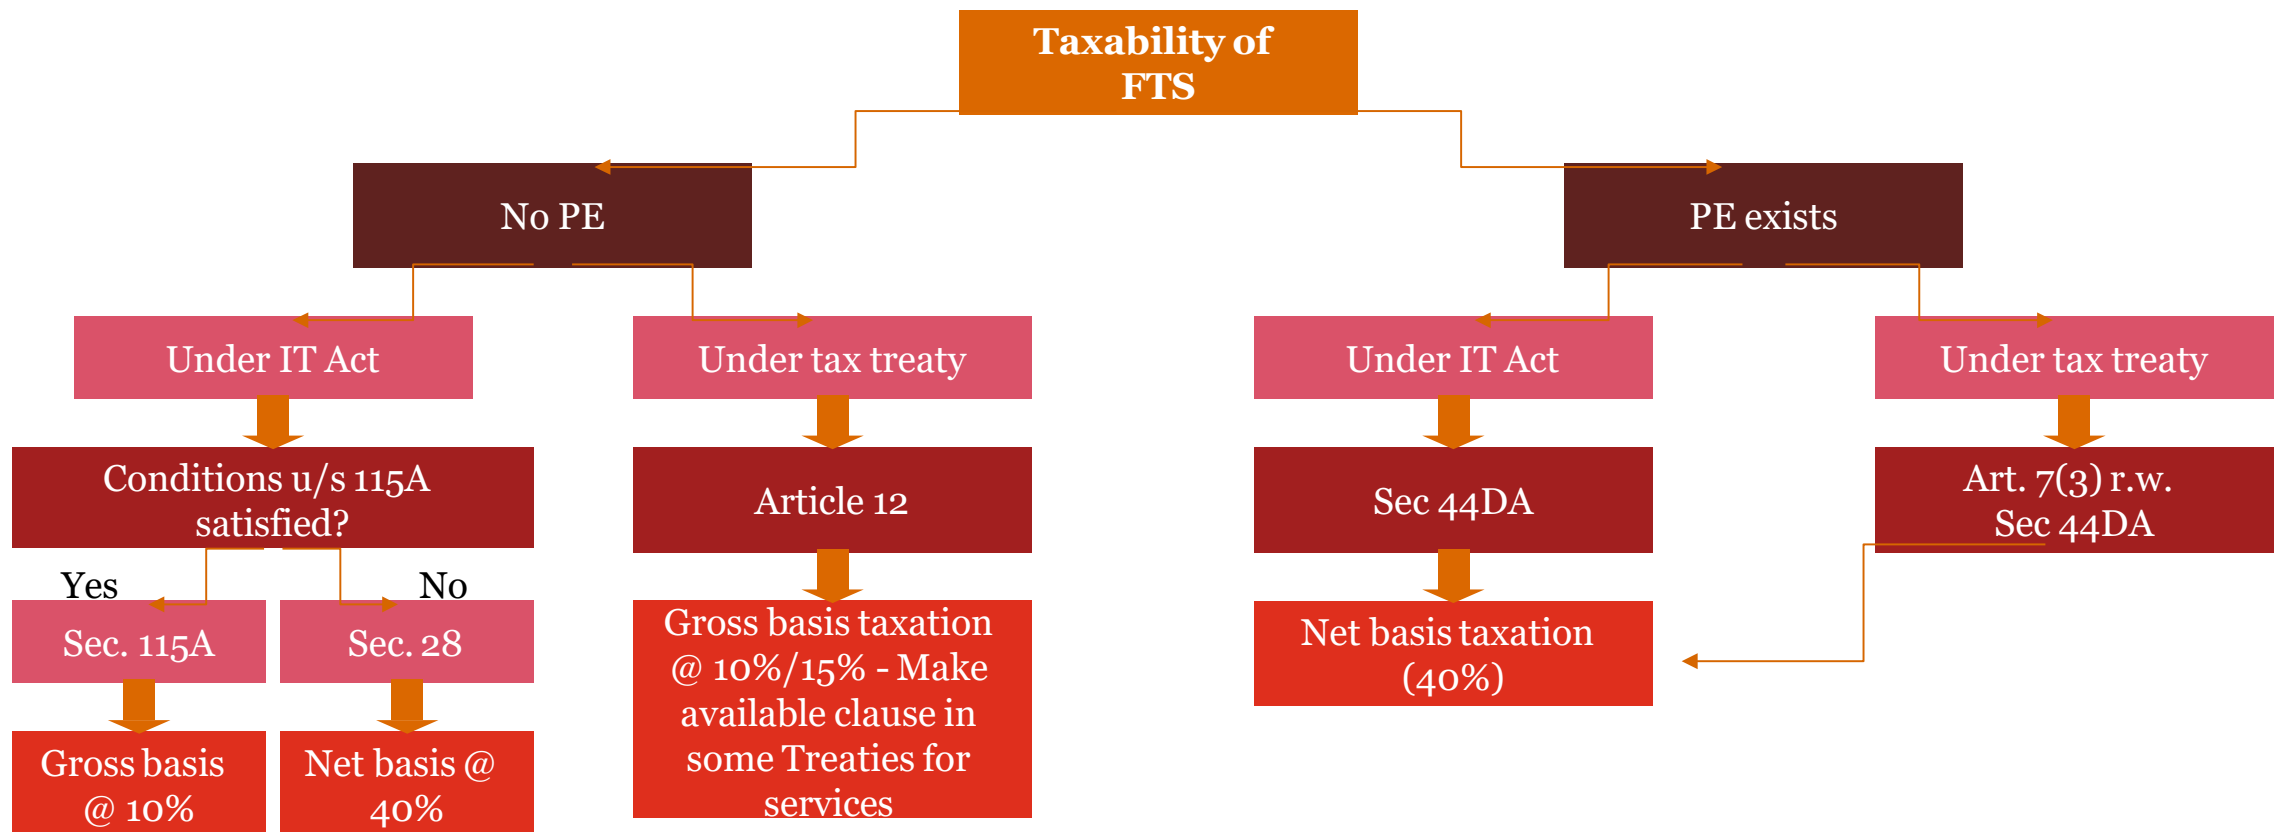 Taxability of
FTS
No PE
PE exists
Under IT Act
Under tax treaty
Under IT Act
Under tax treaty
Conditions u/s 115A
satisfied?
Article 12
Sec 44DA
Art. 7(3) r.w.
Sec 44DA
Yes
No
Sec. 115A
Sec. 28
Gross basis taxation
@ 10%/15% - Make
available clause in
some Treaties for
services
Net basis taxation
(40%)
Gross basis
@ 10%
Net basis @
40%